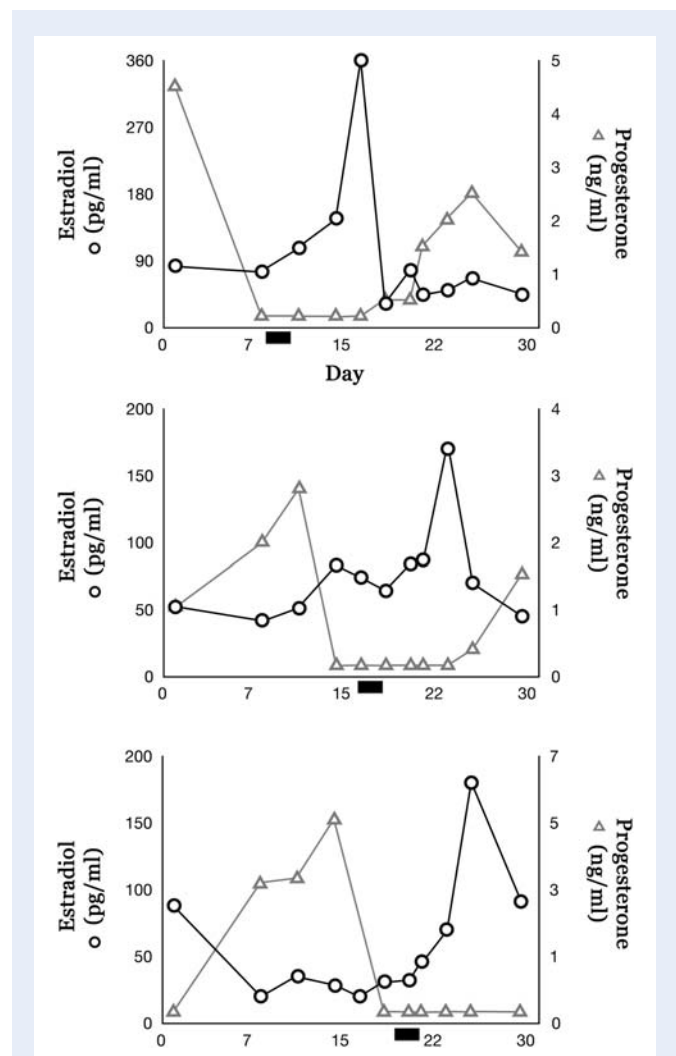 360
270
180
90
0
Estradiol
(pg/ml)
5
4
3
2
1
0
Progesterone
(ng/ml)
0 7 15 22 30
Day
200
150
100
50
0
Estradiol
(pg/ml)
4
3
2
1
0
Progesterone
(ng/ml)
0 7 15 22 30
200
150
100
50
0
Estradiol
(pg/ml)
7
5
3
1
0
Progesterone
(ng/ml)
0 7 15 22 30